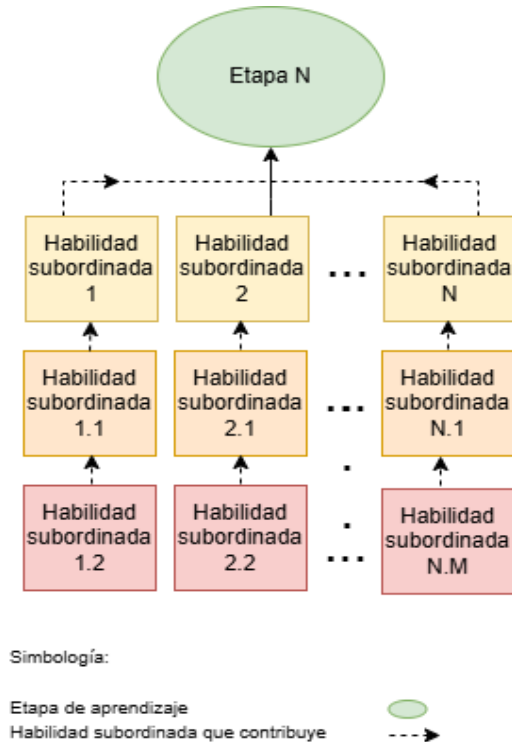 Etapa N
Habilidad
subordinada
1
Habilidad
subordinada
2
...
Habilidad
subordinada
N
Habilidad
subordinada
1.1
Habilidad
subordinada
2.1
...
Habilidad
subordinada
N.1
Habilidad
subordinada
1.2
Habilidad
subordinada
2.2
...
Habilidad
subordinada
N.M
Simbología:
Etapa de aprendizaje
Habilidad subordinada que contribuye